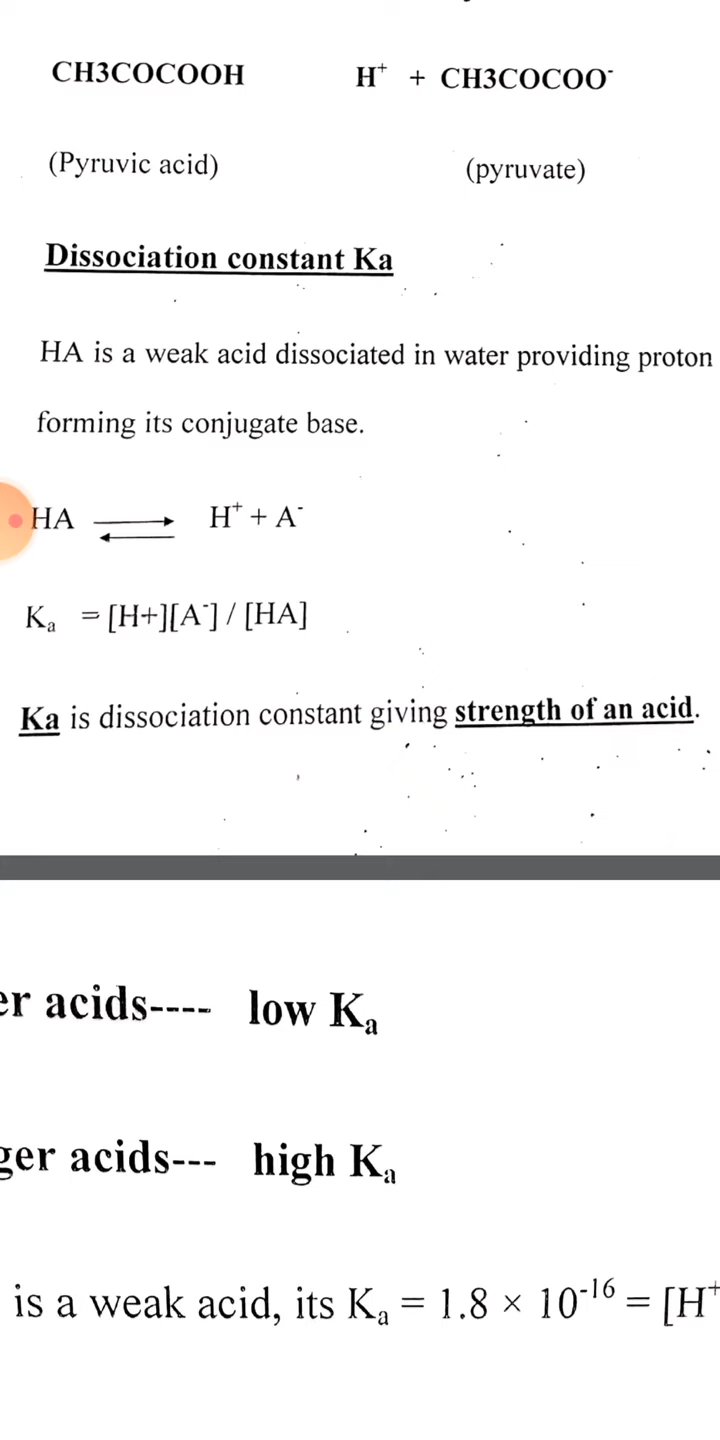 CH3COCOOH H⁺ + CH3COCOO⁻
(Pyruvic acid) (pyruvate)
Dissociation constant Ka
HA is a weak acid dissociated in water providing proton
forming its conjugate base.
HA ⇌ H⁺ + A⁻
Kₐ = [H+][A⁻] / [HA]
Ka is dissociation constant giving strength of an acid.
er acids---- low Kₐ
ger acids--- high Kₐ
is a weak acid, its Kₐ = 1.8 × 10⁻¹⁶ = [H⁺